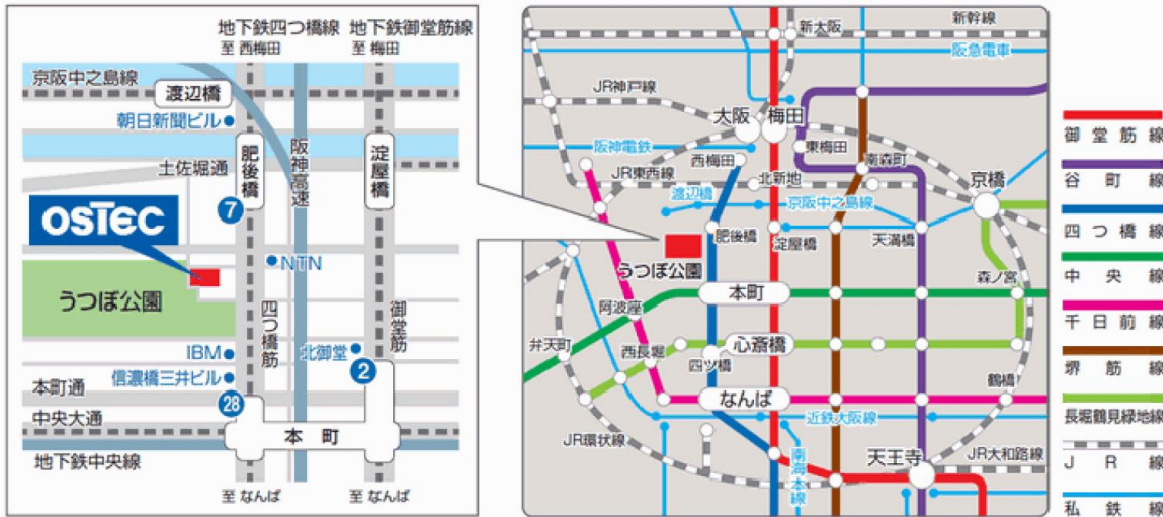 地下鉄四つ橋線
至 西梅田
地下鉄御堂筋線
至 梅田
京阪中之島線
渡辺橋
朝日新聞ビル
土佐堀通
肥後橋
阪神高速
淀屋橋
7
OSTEC
NTN
うつぼ公園
四つ橋筋
御堂筋
IBM
北御堂
2
信濃橋三井ビル
本町通
28
中央大通
本 町
地下鉄中央線
至 なんば
至 なんば
新大阪
新幹線
阪急電車
JR神戸線
大阪
梅田
阪神電鉄
東梅田
西梅田
南森町
JR東西線
北新地
京橋
渡辺橋
京阪中之島線
肥後橋
淀屋橋
天満橋
うつぼ公園
森ノ宮
本町
阿波座
弁天町
西長堀
心斎橋
四ツ橋
鶴橋
なんば
近鉄大阪線
JR環状線
南海本線
天王寺
JR大和路線
御堂筋線
谷町線
四つ橋線
中央線
千日前線
堺筋線
長堀鶴見緑地線
JR線
私鉄線